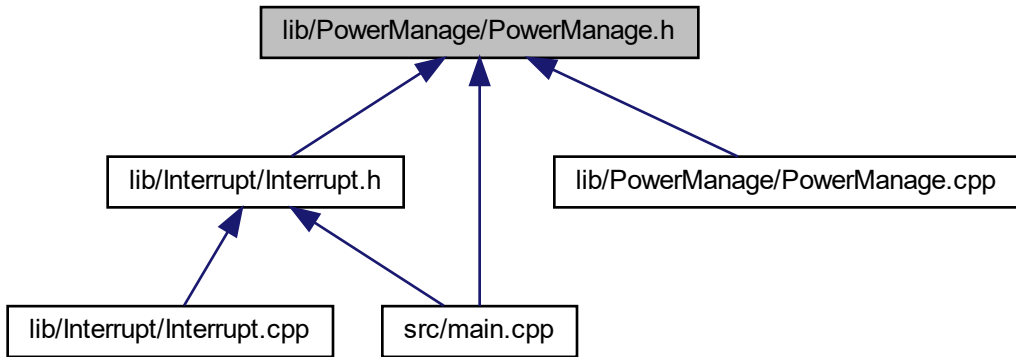 lib/PowerManage/PowerManage.h
lib/Interrupt/Interrupt.h
lib/PowerManage/PowerManage.cpp
lib/Interrupt/Interrupt.cpp
src/main.cpp